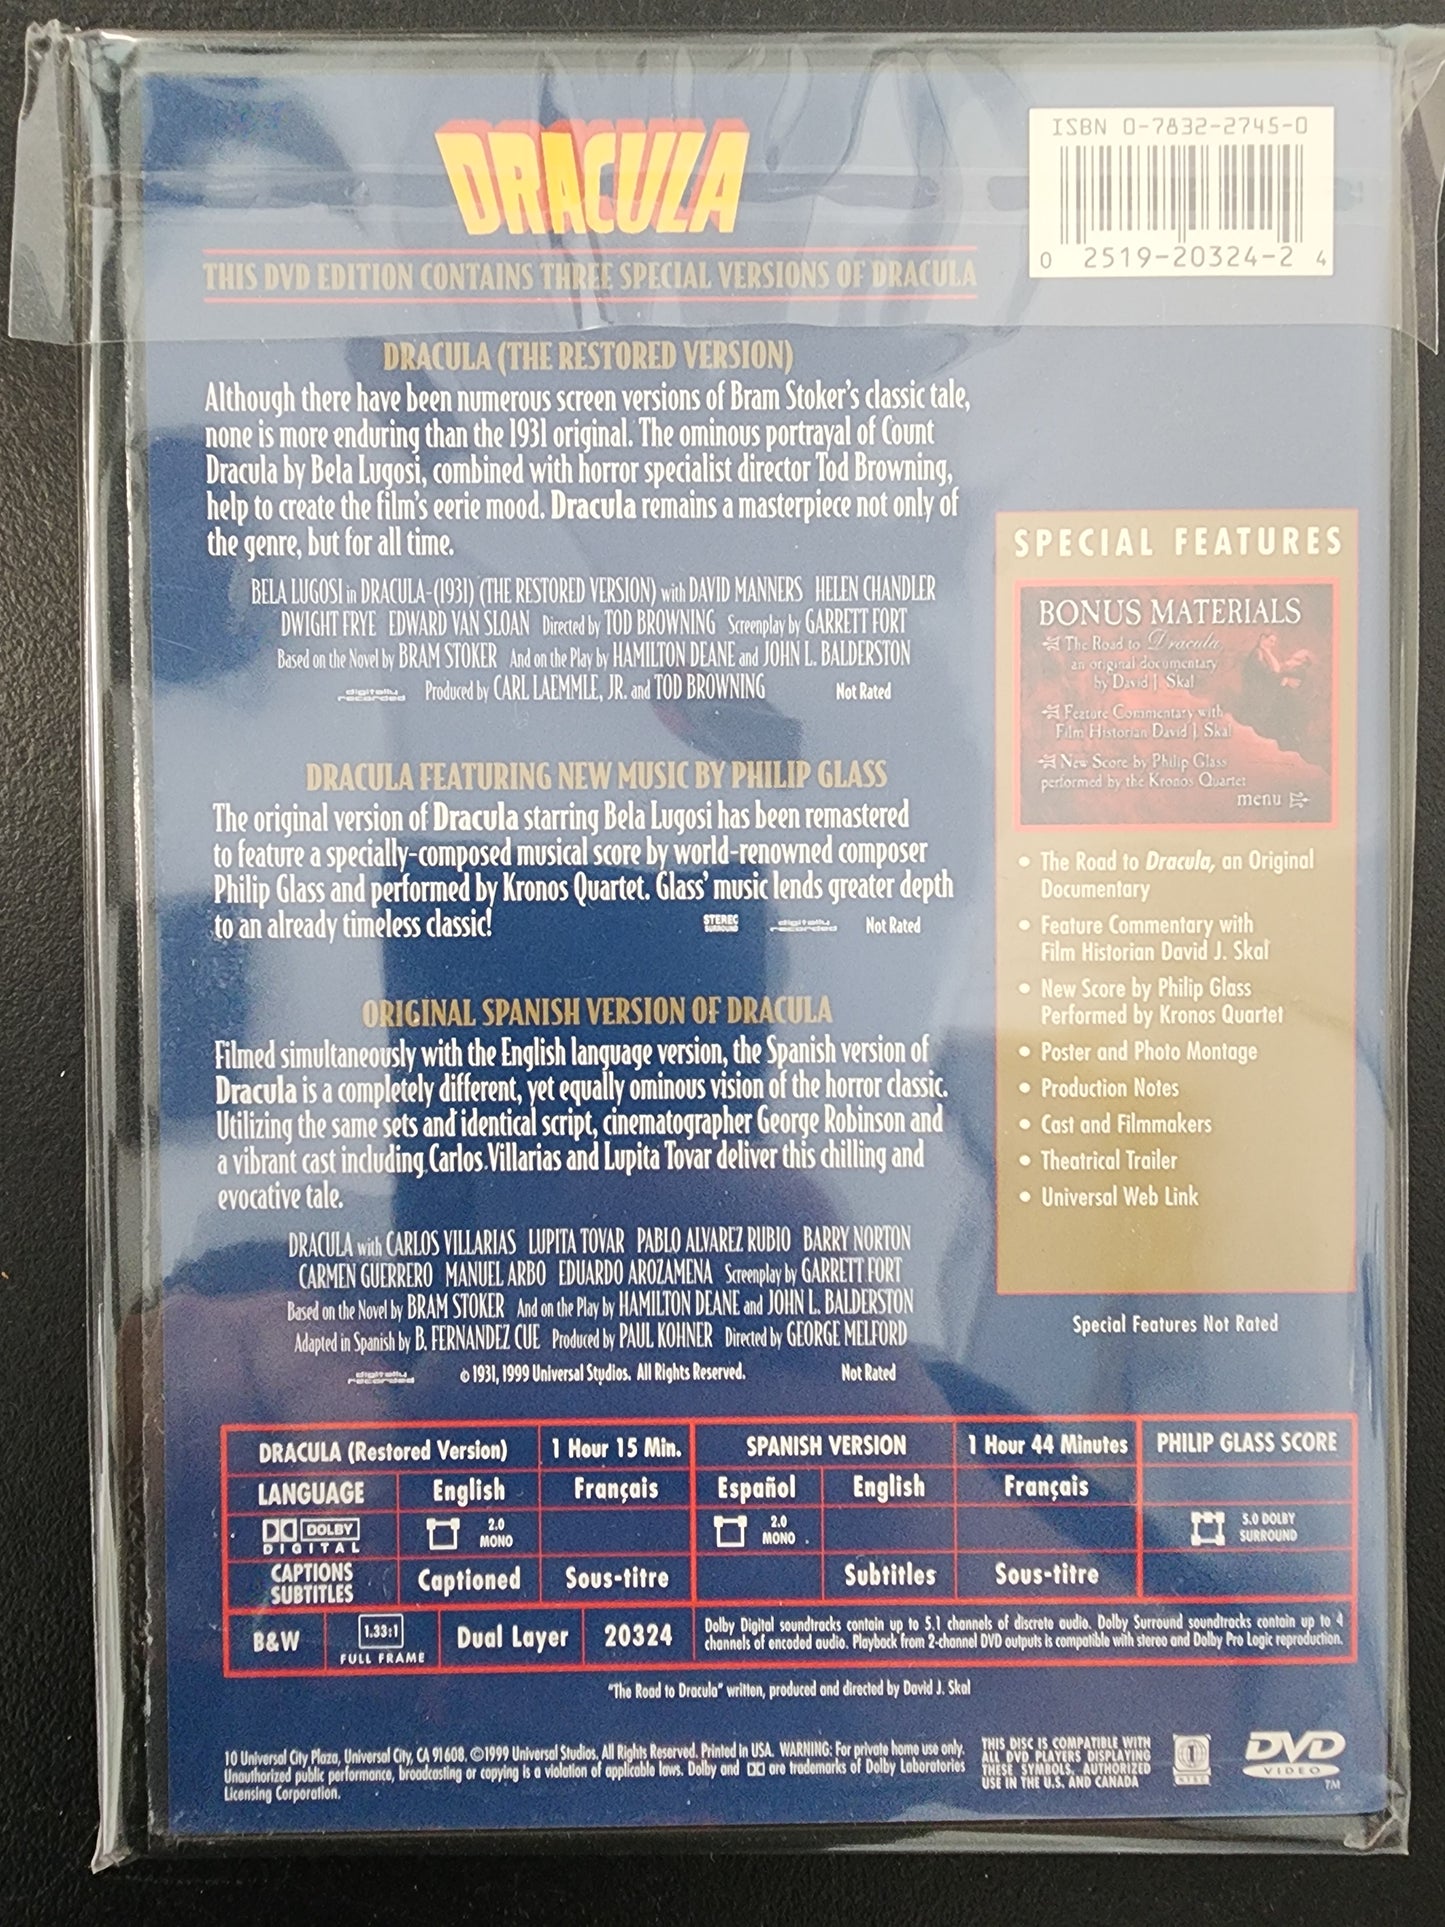 DRACULA
ISBN 0-7832-2745-0
0 2519-20324-2 4
THIS DVD EDITION CONTAINS THREE SPECIAL VERSIONS OF DRACULA
DRACULA (THE RESTORED VERSION)
Although there have been numerous screen versions of Bram Stoker's classic tale,
none is more enduring than the 1931 original. The ominous portrayal of Count
Dracula by Bela Lugosi, combined with horror specialist director Tod Browning,
help to create the film's eerie mood. Dracula remains a masterpiece not only of
the genre, but for all time.
BELA LUGOSI in DRACULA-(1931) (THE RESTORED VERSION) with DAVID MANNERS HELEN CHANDLER
DWIGHT FRYE EDWARD VAN SLOAN Directed by TOD BROWNING Screenplay by GARRETT FORT
Based on the Novel by BRAM STOKER And on the Play by HAMILTON DEANE and JOHN L. BALDERSTON
digitally recorded Produced by CARL LAEMMLE, JR. and TOD BROWNING Not Rated
DRACULA FEATURING NEW MUSIC BY PHILIP GLASS
The original version of Dracula starring Bela Lugosi has been remastered
to feature a specially-composed musical score by world-renowned composer
Philip Glass and performed by Kronos Quartet. Glass' music lends greater depth
to an already timeless classic! STEREO SURROUND digitally recorded Not Rated
ORIGINAL SPANISH VERSION OF DRACULA
Filmed simultaneously with the English language version, the Spanish version of
Dracula is a completely different, yet equally ominous vision of the horror classic.
Utilizing the same sets and identical script, cinematographer George Robinson and
a vibrant cast including Carlos Villarias and Lupita Tovar deliver this chilling and
evocative tale.
DRACULA with CARLOS VILLARIAS LUPITA TOVAR PABLO ALVAREZ RUBIO BARRY NORTON
CARMEN GUERRERO MANUEL ARBO EDUARDO AROZAMENA Screenplay by GARRETT FORT
Based on the Novel by BRAM STOKER And on the Play by HAMILTON DEANE and JOHN L. BALDERSTON
Adapted in Spanish by B. FERNANDEZ CUE Produced by PAUL KOHNER Directed by GEORGE MELFORD
digitally recorded © 1931, 1999 Universal Studios. All Rights Reserved. Not Rated
SPECIAL FEATURES
BONUS MATERIALS
The Road to Dracula,
an original documentary
by David J. Skal
Feature Commentary with
Film Historian David J. Skal
New Score by Philip Glass
performed by the Kronos Quartet
menu
• The Road to Dracula, an Original
Documentary
• Feature Commentary with
Film Historian David J. Skal
• New Score by Philip Glass
Performed by Kronos Quartet
• Poster and Photo Montage
• Production Notes
• Cast and Filmmakers
• Theatrical Trailer
• Universal Web Link
Special Features Not Rated
DRACULA (Restored Version) 1 Hour 15 Min. SPANISH VERSION 1 Hour 44 Minutes PHILIP GLASS SCORE
LANGUAGE English Français Español English Français
DOLBY DIGITAL 2.0 MONO 2.0 MONO 5.0 DOLBY SURROUND
CAPTIONS SUBTITLES Captioned Sous-titre Subtitles Sous-titre
B&W 1.33:1 FULL FRAME Dual Layer 20324
Dolby Digital soundtracks contain up to 5.1 channels of discrete audio. Dolby Surround soundtracks contain up to 4
channels of encoded audio. Playback from 2-channel DVD outputs is compatible with stereo and Dolby Pro Logic reproduction.
"The Road to Dracula" written, produced and directed by David J. Skal
10 Universal City Plaza, Universal City, CA 91608. ©1999 Universal Studios. All Rights Reserved. Printed in USA. WARNING: For private home use only.
Unauthorized public performance, broadcasting or copying is a violation of applicable laws. Dolby and are trademarks of Dolby Laboratories
Licensing Corporation.
THIS DISC IS COMPATIBLE WITH
ALL DVD PLAYERS DISPLAYING
THESE SYMBOLS. AUTHORIZED
USE IN THE U.S. AND CANADA
1
NTSC
DVD
VIDEO
TM